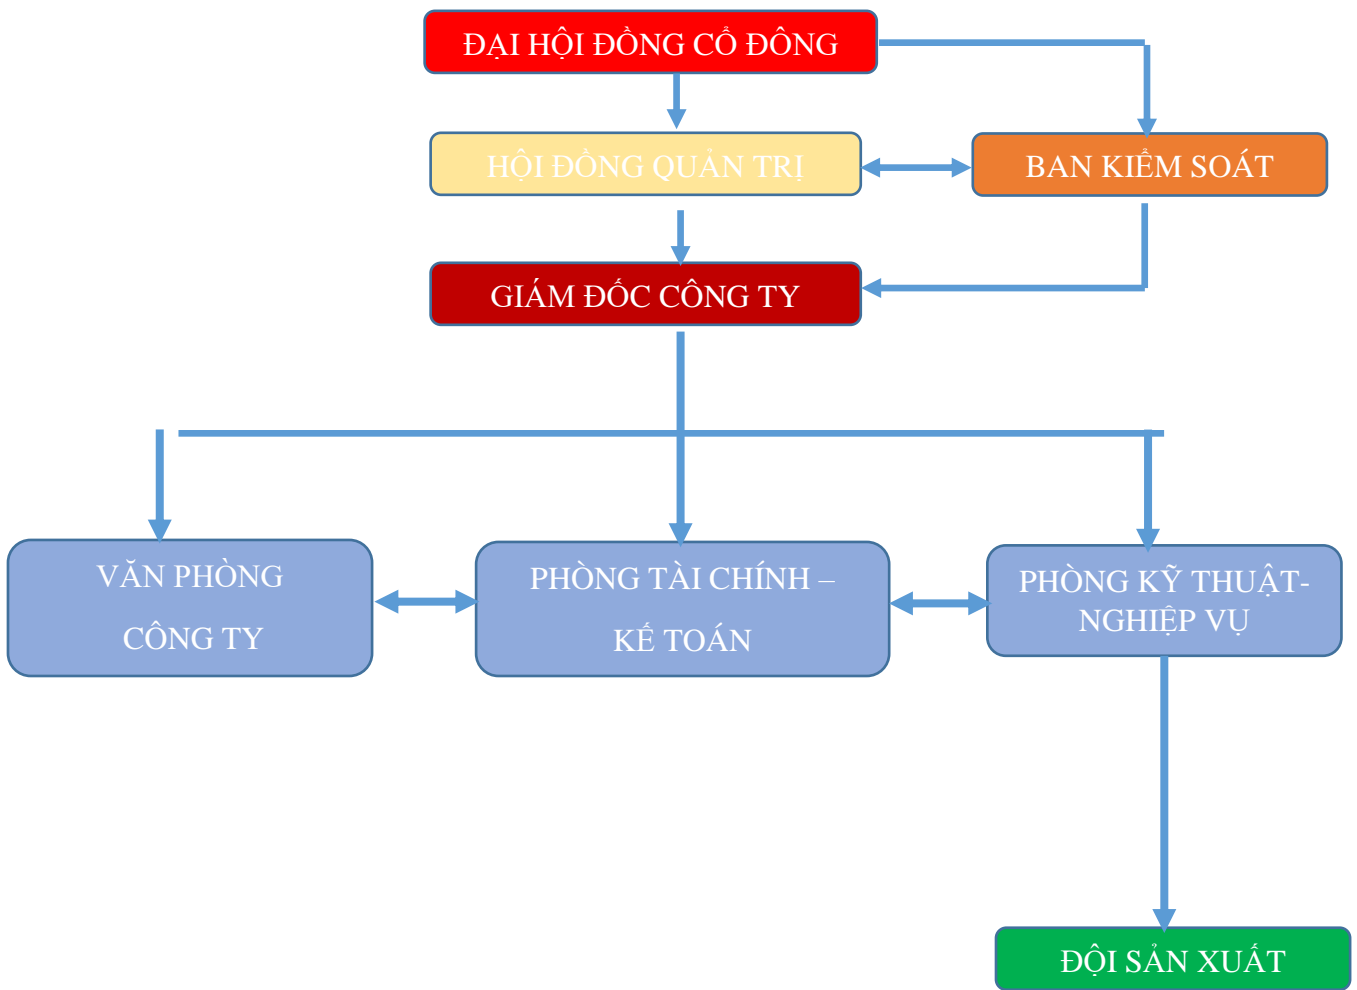 ĐẠI HỘI ĐỒNG CỔ ĐÔNG
HỘI ĐỒNG QUẢN TRỊ
BAN KIỂM SOÁT
GIÁM ĐỐC CÔNG TY
VĂN PHÒNG
CÔNG TY
PHÒNG TÀI CHÍNH –
KẾ TOÁN
PHÒNG KỸ THUẬT-
NGHIỆP VỤ
ĐỘI SẢN XUẤT